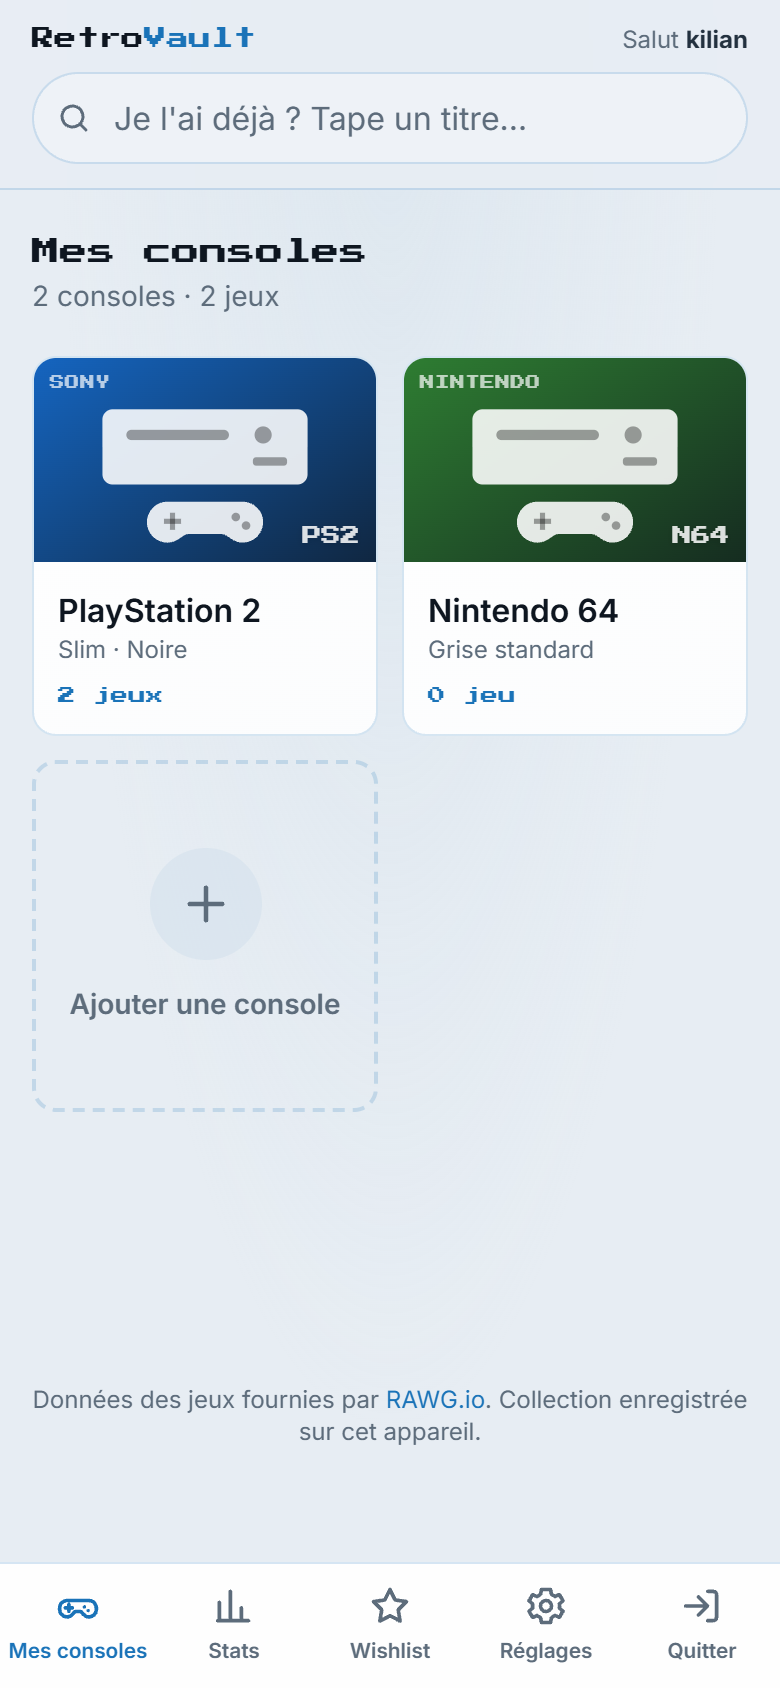 RetroVault
Salut kilian
Je l'ai déjà ? Tape un titre...
Mes consoles
2 consoles · 2 jeux
SONY
PS2
NINTENDO
N64
PlayStation 2
Slim · Noire
2 jeux
Nintendo 64
Grise standard
0 jeu
Ajouter une console
Données des jeux fournies par RAWG.io. Collection enregistrée
sur cet appareil.
Mes consoles
Stats
Wishlist
Réglages
Quitter